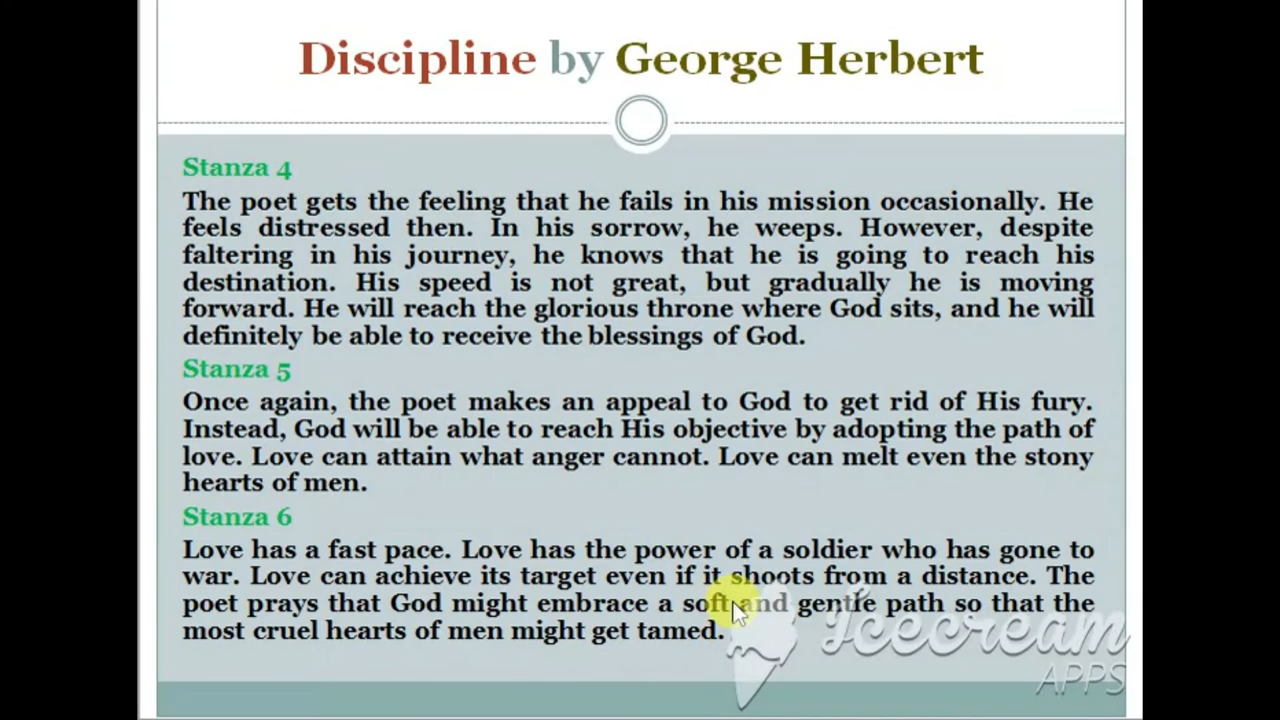 Discipline by George Herbert
Stanza 4
The poet gets the feeling that he fails in his mission occasionally. He
feels distressed then. In his sorrow, he weeps. However, despite
faltering in his journey, he knows that he is going to reach his
destination. His speed is not great, but gradually he is moving
forward. He will reach the glorious throne where God sits, and he will
definitely be able to receive the blessings of God.
Stanza 5
Once again, the poet makes an appeal to God to get rid of His fury.
Instead, God will be able to reach His objective by adopting the path of
love. Love can attain what anger cannot. Love can melt even the stony
hearts of men.
Stanza 6
Love has a fast pace. Love has the power of a soldier who has gone to
war. Love can achieve its target even if it shoots from a distance. The
poet prays that God might embrace a soft and gentle path so that the
most cruel hearts of men might get tamed.
Icecream
APPS